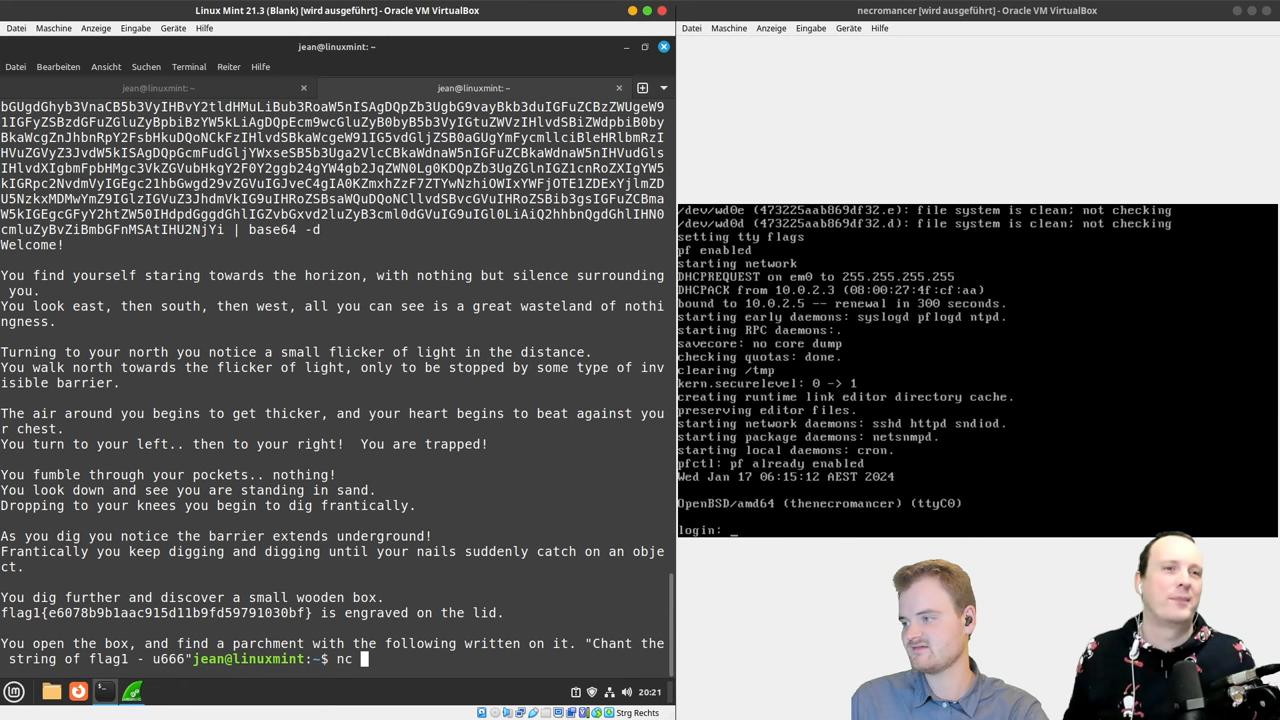 Linux Mint 21.3 (Blank) [wird ausgeführt] - Oracle VM VirtualBox
Datei Maschine Anzeige Eingabe Geräte Hilfe
jean@linuxmint: ~
Datei Bearbeiten Ansicht Suchen Terminal Reiter Hilfe
jean@linuxmint: ~
jean@linuxmint: ~
1IGFyZSBzdGFuZGluZyBpbiBzYW5kLiAgDQpEcm9wcGluZyB0byB5b3VyIGtuZWVzIHlvdSBiZWdpbiB0by
cmluZyBvZiBmbGFnMSAtIHU2NjYi | base64 -d
Welcome!
You find yourself staring towards the horizon, with nothing but silence surrounding
you.
You look east, then south, then west, all you can see is a great wasteland of nothi
ngness.
Turning to your north you notice a small flicker of light in the distance.
You walk north towards the flicker of light, only to be stopped by some type of inv
isible barrier.
The air around you begins to get thicker, and your heart begins to beat against you
r chest.
You turn to your left.. then to your right!  You are trapped!
You fumble through your pockets.. nothing!
You look down and see you are standing in sand.
Dropping to your knees you begin to dig frantically.
As you dig you notice the barrier extends underground!
Frantically you keep digging and digging until your nails suddenly catch on an obje
ct.
You dig further and discover a small wooden box.
flag1{e6078b9b1aac915d11b9fd59791030bf} is engraved on the lid.
You open the box, and find a parchment with the following written on it. "Chant the
string of flag1 - u666"jean@linuxmint:~$ nc
20:21
Strg Rechts
necromancer [wird ausgeführt] - Oracle VM VirtualBox
Datei Maschine Anzeige Eingabe Geräte Hilfe
/dev/wd0e (473225aab869df32.e): file system is clean; not checking
/dev/wd0d (473225aab869df32.d): file system is clean; not checking
setting tty flags
pf enabled
starting network
DHCPREQUEST on em0 to 255.255.255.255
DHCPACK from 10.0.2.3 (08:00:27:4f:cf:aa)
bound to 10.0.2.5 -- renewal in 300 seconds.
starting early daemons: syslogd pflogd ntpd.
starting RPC daemons:.
savecore: no core dump
checking quotas: done.
clearing /tmp
kern.securelevel: 0 -> 1
creating runtime link editor directory cache.
preserving editor files.
starting network daemons: sshd httpd sndiod.
starting package daemons: netsnmpd.
starting local daemons: cron.
pfctl: pf already enabled
Wed Jan 17 06:15:12 AEST 2024
OpenBSD/amd64 (thenecromancer) (ttyC0)
login: _